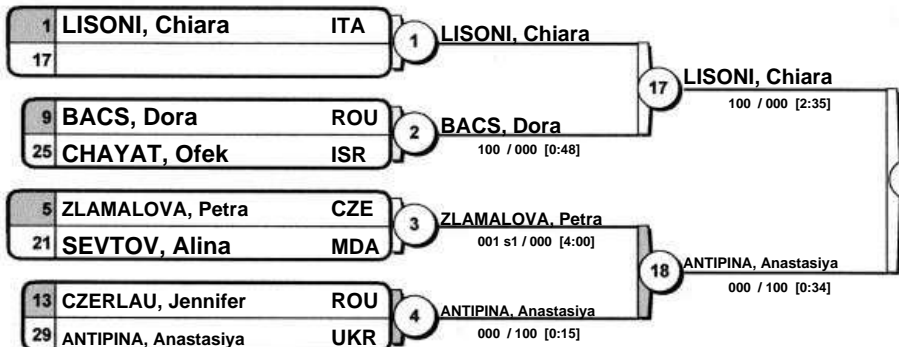 1 LISONI, Chiara ITA
17
1 LISONI, Chiara
9 BACS, Dora ROU
25 CHAYAT, Ofek ISR
2 BACS, Dora
100 / 000 [0:48]
17 LISONI, Chiara
100 / 000 [2:35]
5 ZLAMALOVA, Petra CZE
21 SEVTOV, Alina MDA
3 ZLAMALOVA, Petra
001 s1 / 000 [4:00]
13 CZERLAU, Jennifer ROU
29 ANTIPINA, Anastasiya UKR
4 ANTIPINA, Anastasiya
000 / 100 [0:15]
18 ANTIPINA, Anastasiya
000 / 100 [0:34]